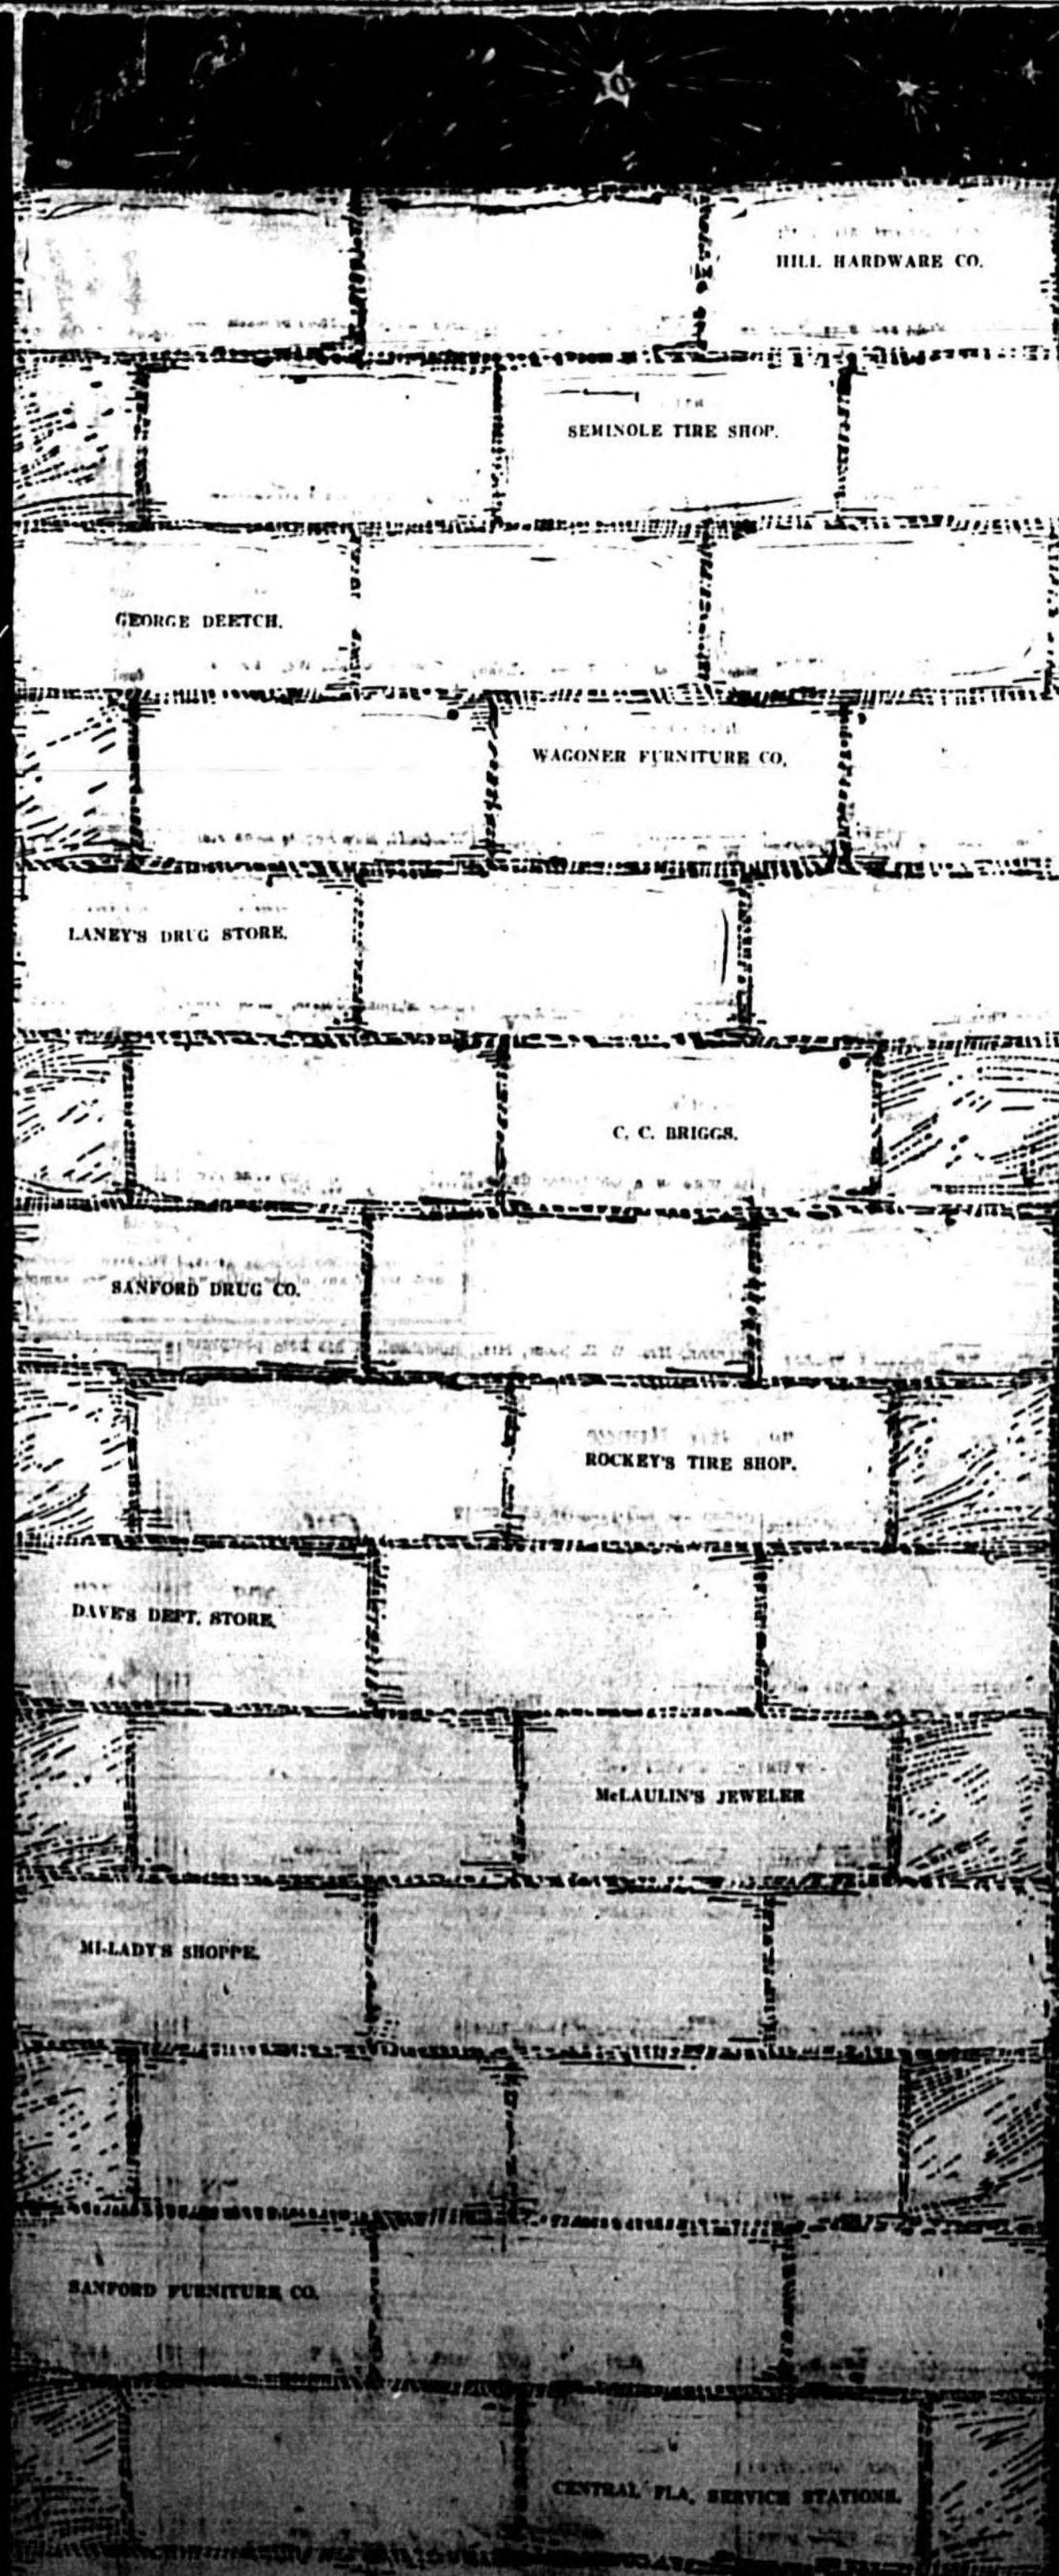 HILL HARDWARE CO.
SEMINOLE TIRE SHOP.
GEORGE DEETCH.
WAGONER FURNITURE CO.
LANEY'S DRUG STORE.
C. C. BRIGGS.
SANFORD DRUG CO.
ROCKEY'S TIRE SHOP.
DAVE'S DEPT. STORE.
McLAULIN'S JEWELER
MI-LADY'S SHOPPE.
SANFORD FURNITURE CO.
CENTRAL FLA. SERVICE STATIONS.